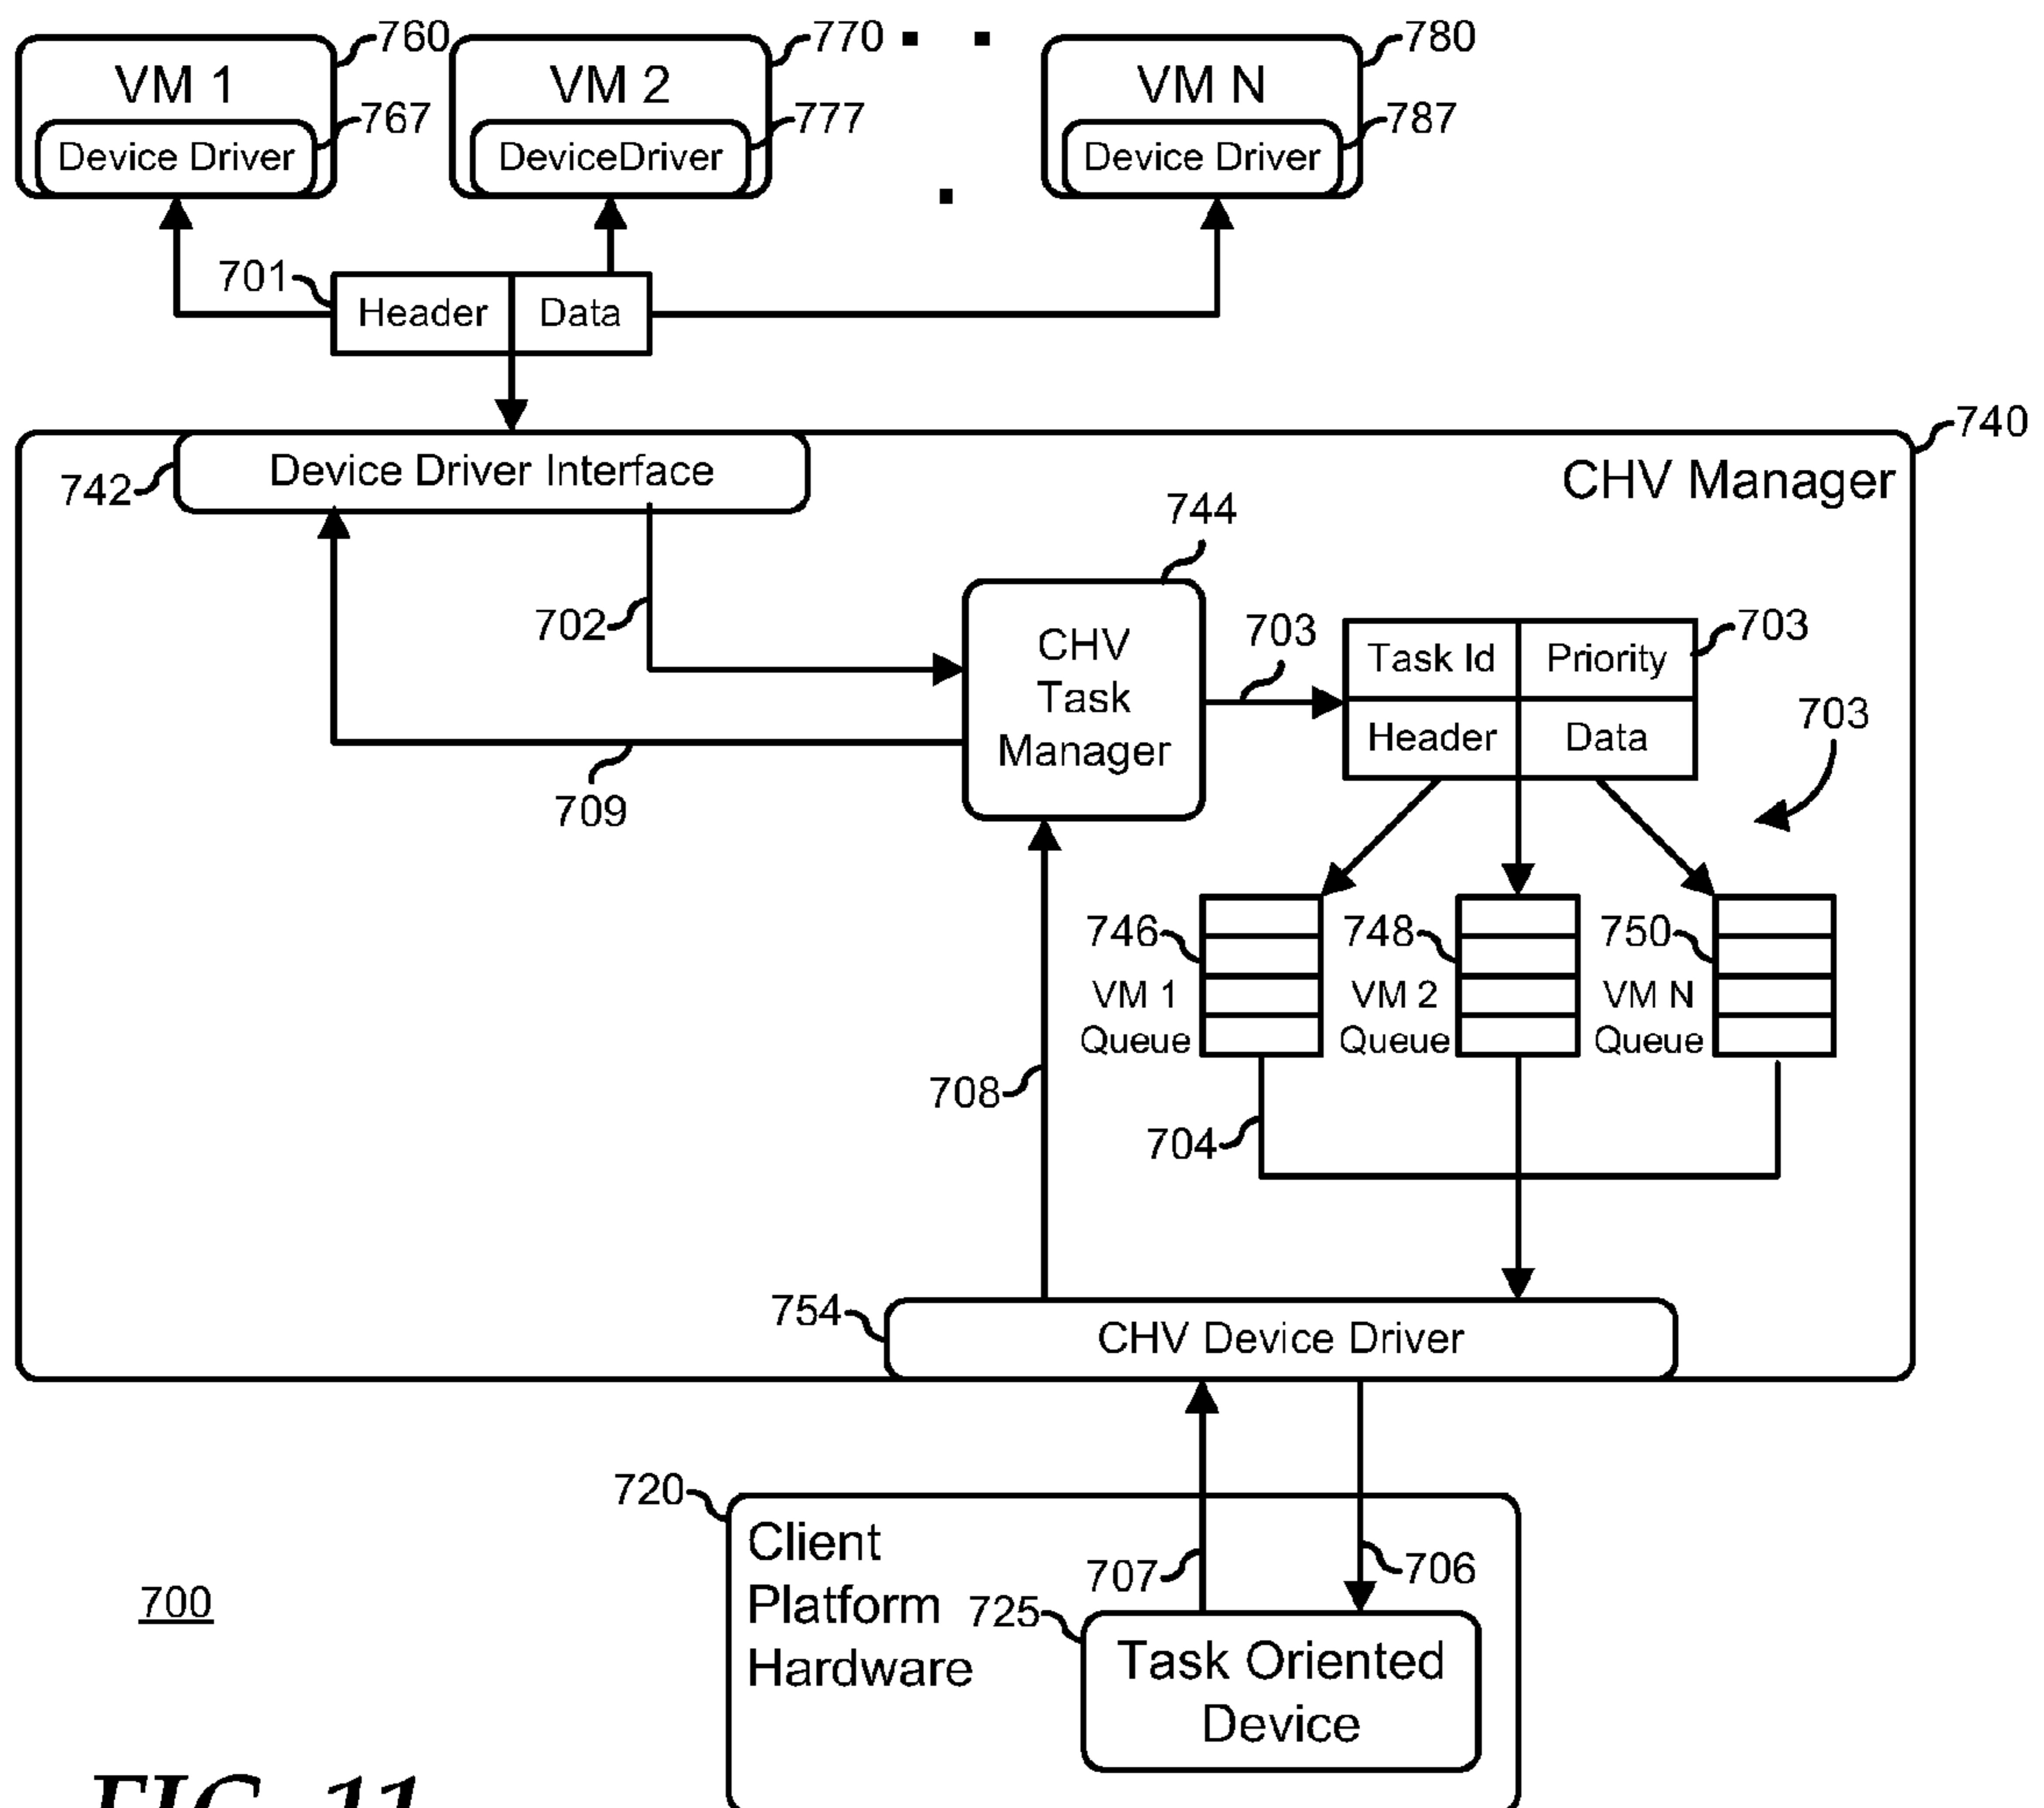 760
770
780
VM 1
VM 2
VM N
767
777
787
Device Driver
DeviceDriver
Device Driver
701
Header
Data
740
742
Device Driver Interface
CHV Manager
744
702
703
703
CHV
Task
Manager
Task Id
Priority
Header
Data
703
709
746
748
750
VM 1
Queue
VM 2
Queue
VM N
Queue
708
704
754
CHV Device Driver
720
Client
Platform
Hardware
707
706
725
Task Oriented
Device
700
FIG. 11